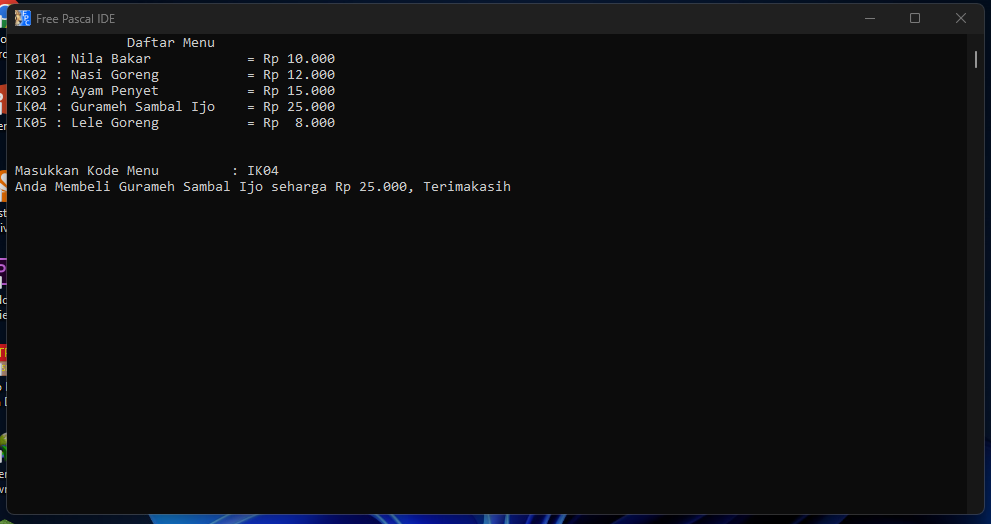 Free Pascal IDE
Daftar Menu
IK01 : Nila Bakar            = Rp 10.000
IK02 : Nasi Goreng           = Rp 12.000
IK03 : Ayam Penyet           = Rp 15.000
IK04 : Gurameh Sambal Ijo    = Rp 25.000
IK05 : Lele Goreng           = Rp  8.000
Masukkan Kode Menu         : IK04
Anda Membeli Gurameh Sambal Ijo seharga Rp 25.000, Terimakasih